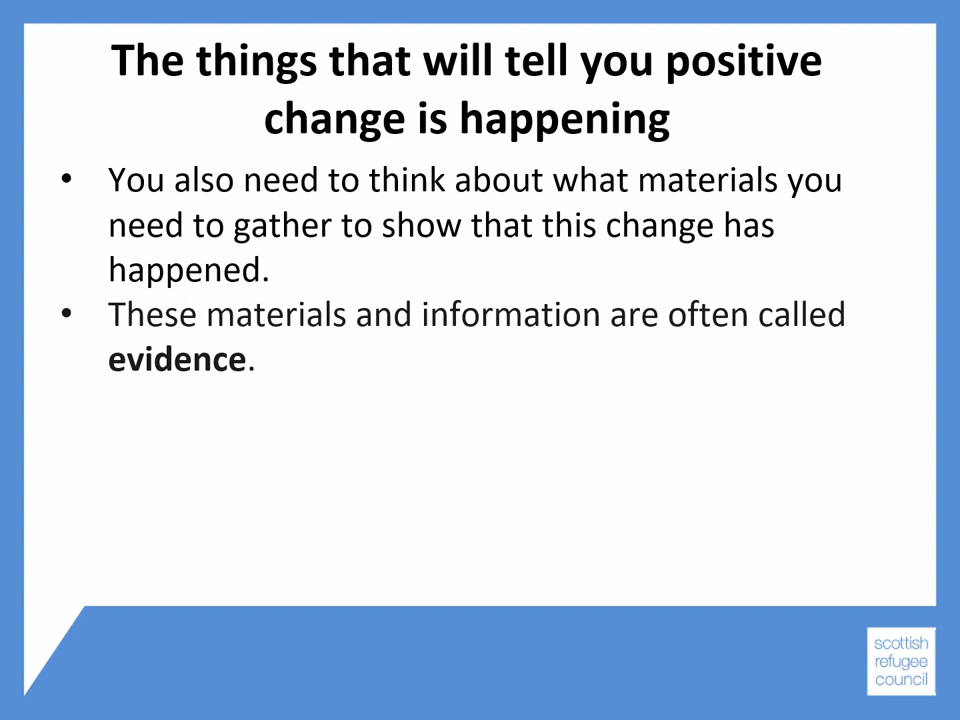 The things that will tell you positive
change is happening
• You also need to think about what materials you
need to gather to show that this change has
happened.
• These materials and information are often called
evidence.
scottish
refugee
council